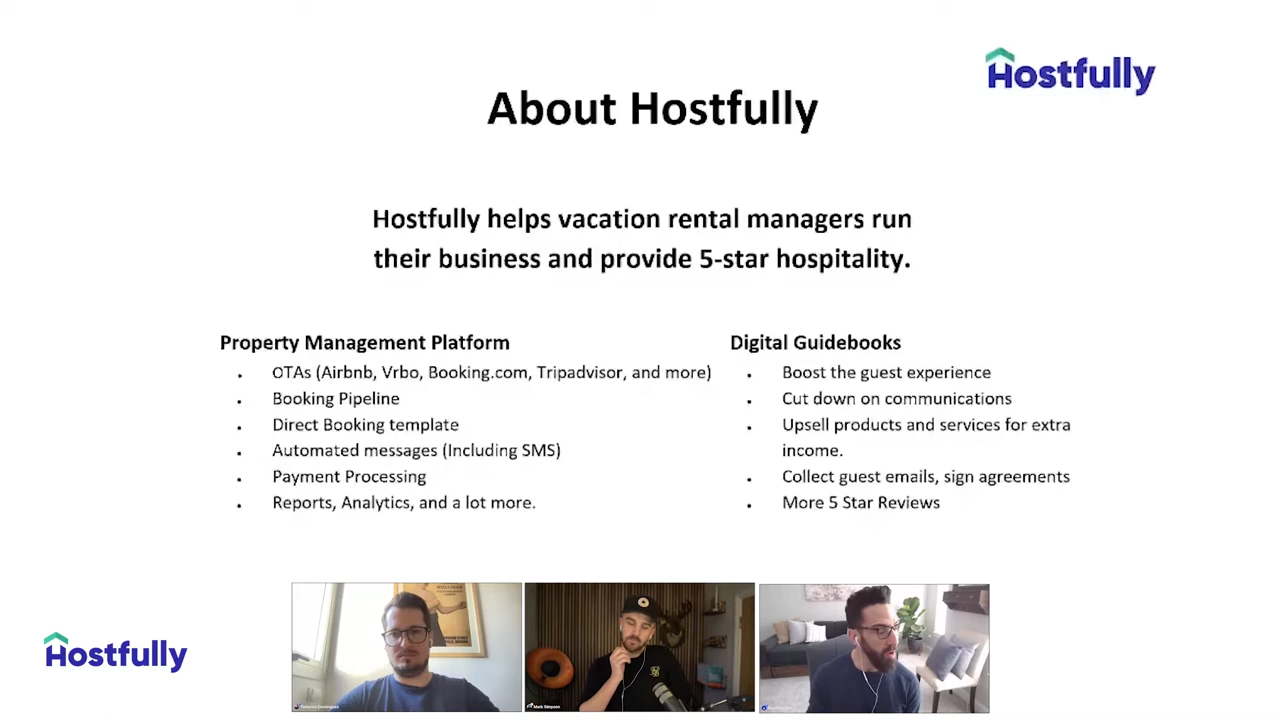 Hostfully
About Hostfully
Hostfully helps vacation rental managers run
their business and provide 5-star hospitality.
Property Management Platform
• OTAs (Airbnb, Vrbo, Booking.com, Tripadvisor, and more)
• Booking Pipeline
• Direct Booking template
• Automated messages (Including SMS)
• Payment Processing
• Reports, Analytics, and a lot more.
Digital Guidebooks
• Boost the guest experience
• Cut down on communications
• Upsell products and services for extra
income.
• Collect guest emails, sign agreements
• More 5 Star Reviews
Hostfully
Mark Simpson